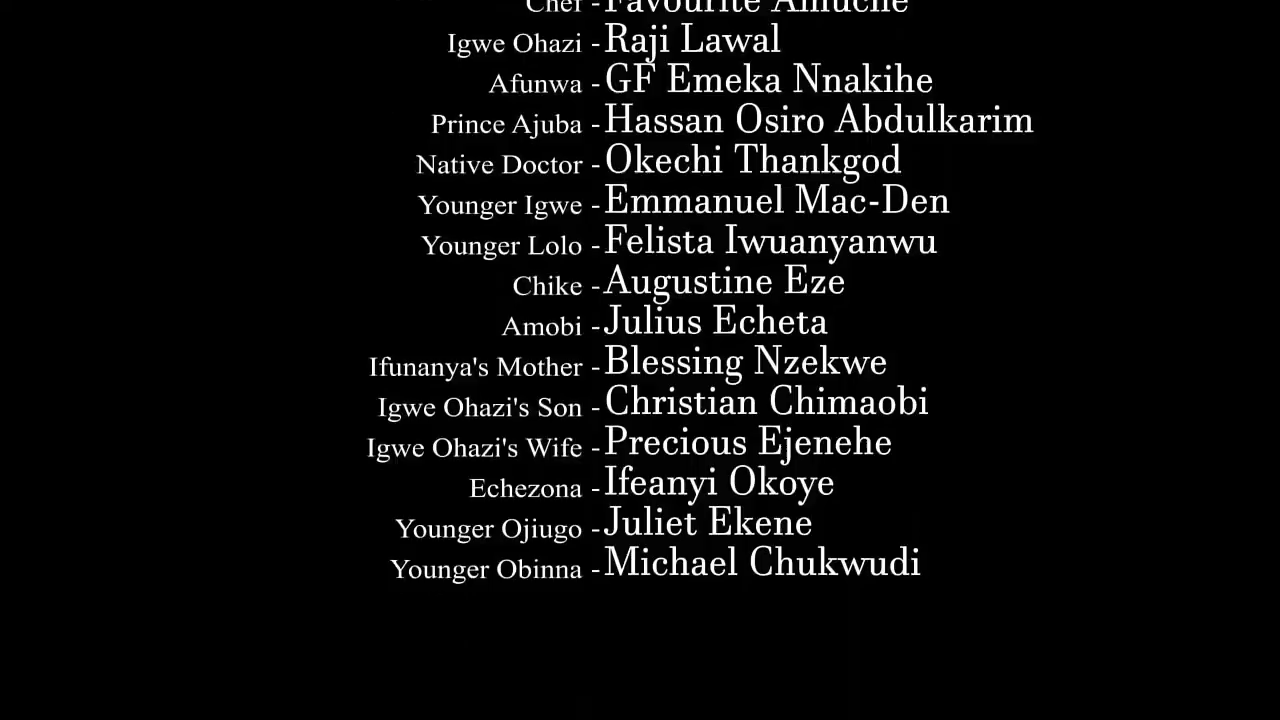 Chef - Favourite Amuche
Igwe Ohazi - Raji Lawal
Afunwa - GF Emeka Nnakihe
Prince Ajuba - Hassan Osiro Abdulkarim
Native Doctor - Okechi Thankgod
Younger Igwe - Emmanuel Mac-Den
Younger Lolo - Felista Iwuanyanwu
Chike - Augustine Eze
Amobi - Julius Echeta
Ifunanya's Mother - Blessing Nzekwe
Igwe Ohazi's Son - Christian Chimaobi
Igwe Ohazi's Wife - Precious Ejenehe
Echezona - Ifeanyi Okoye
Younger Ojiugo - Juliet Ekene
Younger Obinna - Michael Chukwudi